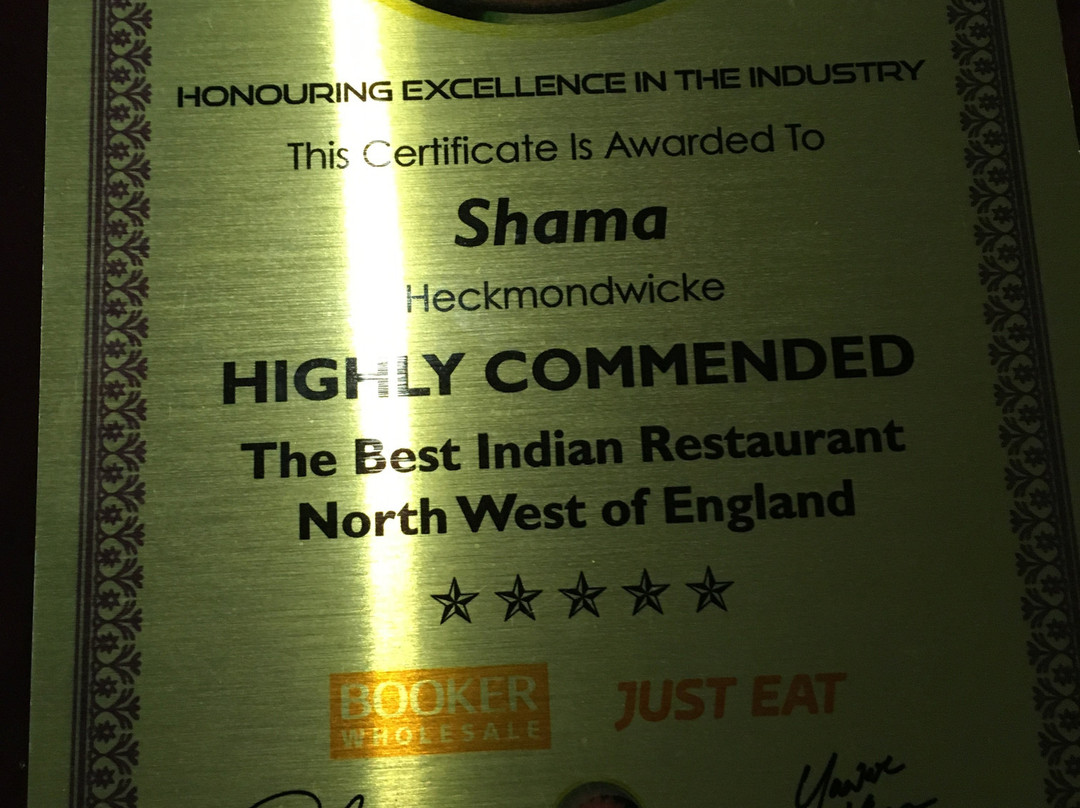 HONOURING EXCELLENCE IN THE INDUSTRY
This Certificate Is Awarded To
Shama
Heckmondwicke
HIGHLY COMMENDED
The Best Indian Restaurant
North West of England
BOOKER
WHOLESALE
JUST EAT